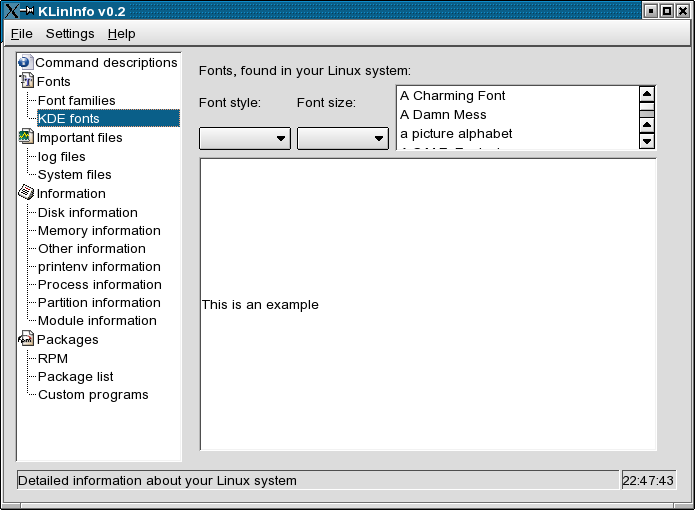 KLinInfo v0.2
File Settings Help
Command descriptions
Fonts
Font families
KDE fonts
Important files
log files
System files
Information
Disk information
Memory information
Other information
printenv information
Process information
Partition information
Module information
Packages
RPM
Package list
Custom programs
Fonts, found in your Linux system:
Font style: Font size:
A Charming Font
A Damn Mess
a picture alphabet
This is an example
Detailed information about your Linux system 22:47:43